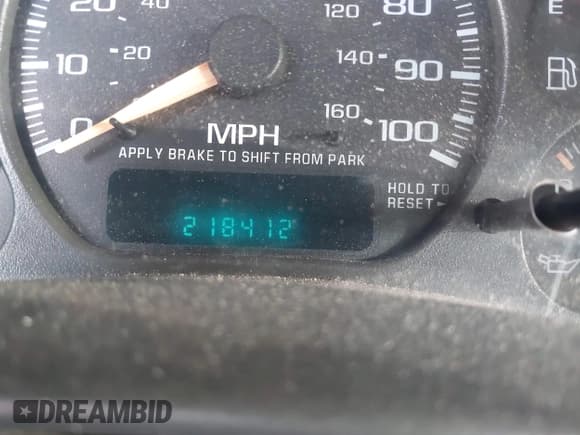 20
40
10
20
0
120
80
140
90
160
100
E
MPH
APPLY BRAKE TO SHIFT FROM PARK
HOLD TO
RESET
218412
DREAMBID